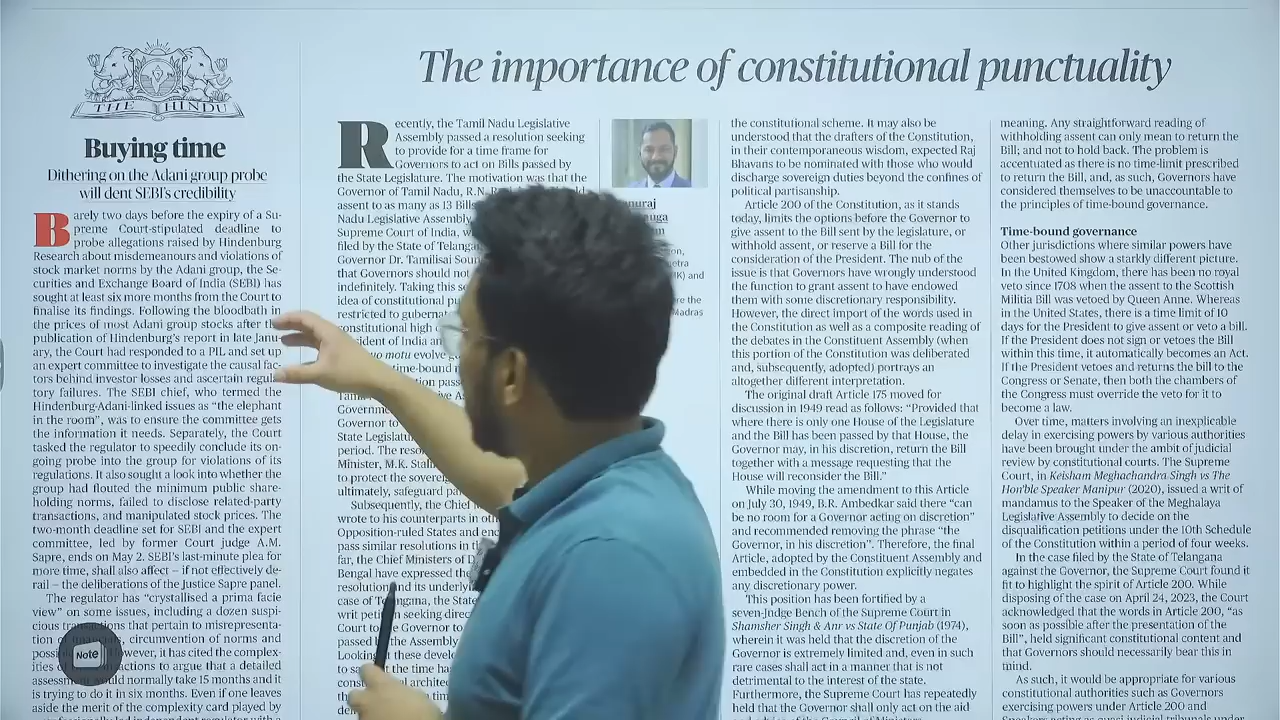 THE HINDU
Buying time
Dithering on the Adani group probe
will dent SEBI's credibility
Barely two days before the expiry of a Su-
preme Court-stipulated deadline to
probe allegations raised by Hindenburg
Research about misdemeanours and violations of
stock market norms by the Adani group, the Se-
curities and Exchange Board of India (SEBI) has
sought at least six more months from the Court to
finalise its findings. Following the bloodbath in
the prices of most Adani group stocks after the
publication of Hindenburg's report in late Janu-
ary, the Court had responded to a PIL and set up
an expert committee to investigate the causal fac-
tors behind investor losses and ascertain regula-
tory failures. The SEBI chief, who termed the
Hindenburg-Adani-linked issues as "the elephant
in the room", was to ensure the committee gets
the information it needs. Separately, the Court
tasked the regulator to speedily conclude its on-
going probe into the group for violations of its
regulations. It also sought a look into whether the
group had flouted the minimum public share-
holding norms, failed to disclose related-party
transactions, and manipulated stock prices. The
two-month deadline set for SEBI and the expert
committee, led by former Court judge A.M.
Sapre, ends on May 2. SEBI's last-minute plea for
more time, shall also affect – if not effectively de-
rail – the deliberations of the Justice Sapre panel.
The regulator has "crystallised a prima facie
view" on some issues, including a dozen suspi-
cious transactions that pertain to misrepresenta-
tion of financials, circumvention of norms and
However, it has cited the complex-
ities of actions to argue that a detailed
assessment would normally take 15 months and it
is trying to do it in six months. Even if one leaves
aside the merit of the complexity card played by
Note
The importance of constitutional punctuality
Recently, the Tamil Nadu Legislative
Assembly passed a resolution seeking
to provide for a time frame for
Governors to act on Bills passed by
the State Legislature. The motivation was that the
Governor of Tamil Nadu, R.N.
assent to as many as 13 Bills
Nadu Legislative Assembly
Supreme Court of India,
filed by the State of Telang
Governor Dr. Tamilisai Soun
that Governors should not
indefinitely. Taking this
idea of constitutional
restricted to gubernat
constitutional high
sident of India an
motu evolve
time-bound
tion pass
Tam
Governme
Governor to
State Legislatu
period. The reso
Minister, M.K. Stali
to protect the sovere
ultimately, safeguard
Subsequently, the Chief
wrote to his counterparts in oth
Opposition-ruled States and
pass similar resolutions in
far, the Chief Ministers of D
Bengal have expressed the
resolution and its underly
case of Telangana, the State
writ petition seeking direc
Court to the Governor to
passed by the Assembly
Looking at these develo
to say that the time ha
the constitutional scheme. It may also be
understood that the drafters of the Constitution,
in their contemporaneous wisdom, expected Raj
Bhavans to be nominated with those who would
discharge sovereign duties beyond the confines of
political partisanship.
Article 200 of the Constitution, as it stands
today, limits the options before the Governor to
give assent to the Bill sent by the legislature, or
withhold assent, or reserve a Bill for the
consideration of the President. The nub of the
issue is that Governors have wrongly understood
the function to grant assent to have endowed
them with some discretionary responsibility.
However, the direct import of the words used in
the Constitution as well as a composite reading of
the debates in the Constituent Assembly (when
this portion of the Constitution was deliberated
and, subsequently, adopted) portrays an
altogether different interpretation.
The original draft Article 175 moved for
discussion in 1949 read as follows: "Provided that
where there is only one House of the Legislature
and the Bill has been passed by that House, the
Governor may, in his discretion, return the Bill
together with a message requesting that the
House will reconsider the Bill."
While moving the amendment to this Article
on July 30, 1949, B.R. Ambedkar said there "can
be no room for a Governor acting on discretion"
and recommended removing the phrase "the
Governor, in his discretion". Therefore, the final
Article, adopted by the Constituent Assembly and
embedded in the Constitution explicitly negates
any discretionary power.
This position has been fortified by a
seven-Judge Bench of the Supreme Court in
Shamsher Singh & Anr vs State Of Punjab (1974),
wherein it was held that the discretion of the
Governor is extremely limited and, even in such
rare cases shall act in a manner that is not
detrimental to the interest of the state.
Furthermore, the Supreme Court has repeatedly
held that the Governor shall only act on the aid
meaning. Any straightforward reading of
withholding assent can only mean to return the
Bill; and not to hold back. The problem is
accentuated as there is no time-limit prescribed
to return the Bill, and, as such, Governors have
considered themselves to be unaccountable to
the principles of time-bound governance.
Time-bound governance
Other jurisdictions where similar powers have
been bestowed show a starkly different picture.
In the United Kingdom, there has been no royal
veto since 1708 when the assent to the Scottish
Militia Bill was vetoed by Queen Anne. Whereas
in the United States, there is a time limit of 10
days for the President to give assent or veto a bill.
If the President does not sign or vetoes the Bill
within this time, it automatically becomes an Act.
If the President vetoes and returns the bill to the
Congress or Senate, then both the chambers of
the Congress must override the veto for it to
become a law.
Over time, matters involving an inexplicable
delay in exercising powers by various authorities
have been brought under the ambit of judicial
review by constitutional courts. The Supreme
Court, in Keisham Meghachandra Singh vs The
Hon'ble Speaker Manipur (2020), issued a writ of
mandamus to the Speaker of the Meghalaya
Legislative Assembly to decide on the
disqualification petitions under the 10th Schedule
of the Constitution within a period of four weeks.
In the case filed by the State of Telangana
against the Governor, the Supreme Court found it
fit to highlight the spirit of Article 200. While
disposing of the case on April 24, 2023, the Court
acknowledged that the words in Article 200, "as
soon as possible after the presentation of the
Bill", held significant constitutional content and
that Governors should necessarily bear this in
mind.
As such, it would be appropriate for various
constitutional authorities such as Governors
exercising powers under Article 200 and